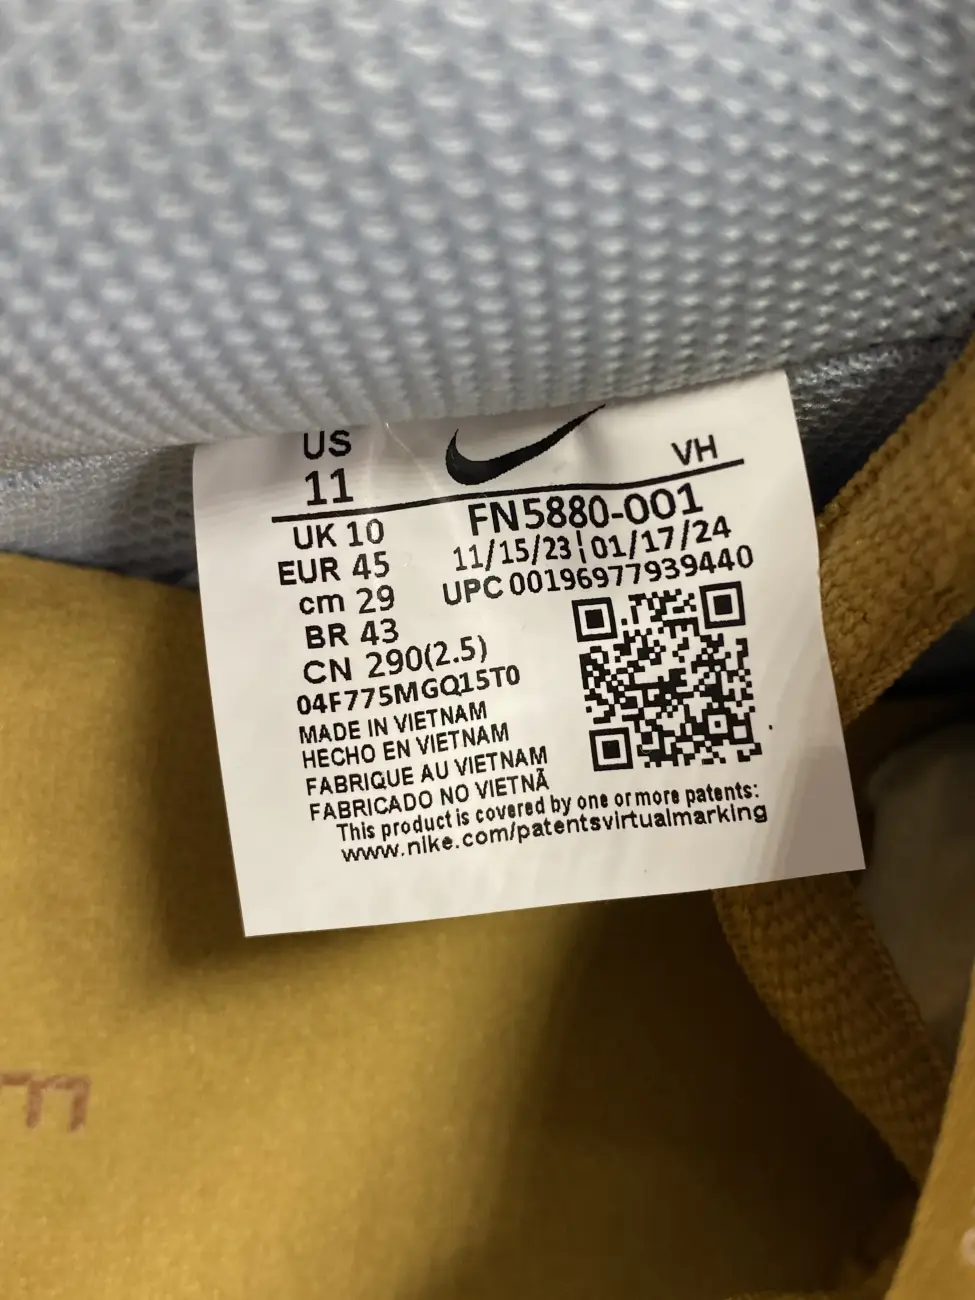 US
11
VH
UK 10
EUR 45
cm 29
BR 43
CN 290(2.5)
FN5880-001
11/15/23¦01/17/24
UPC 00196977939440
04F775MGQ15T0
MADE IN VIETNAM
HECHO EN VIETNAM
FABRIQUE AU VIETNAM
FABRICADO NO VIETNÃ
This product is covered by one or more patents:
www.nike.com/patentsvirtualmarking